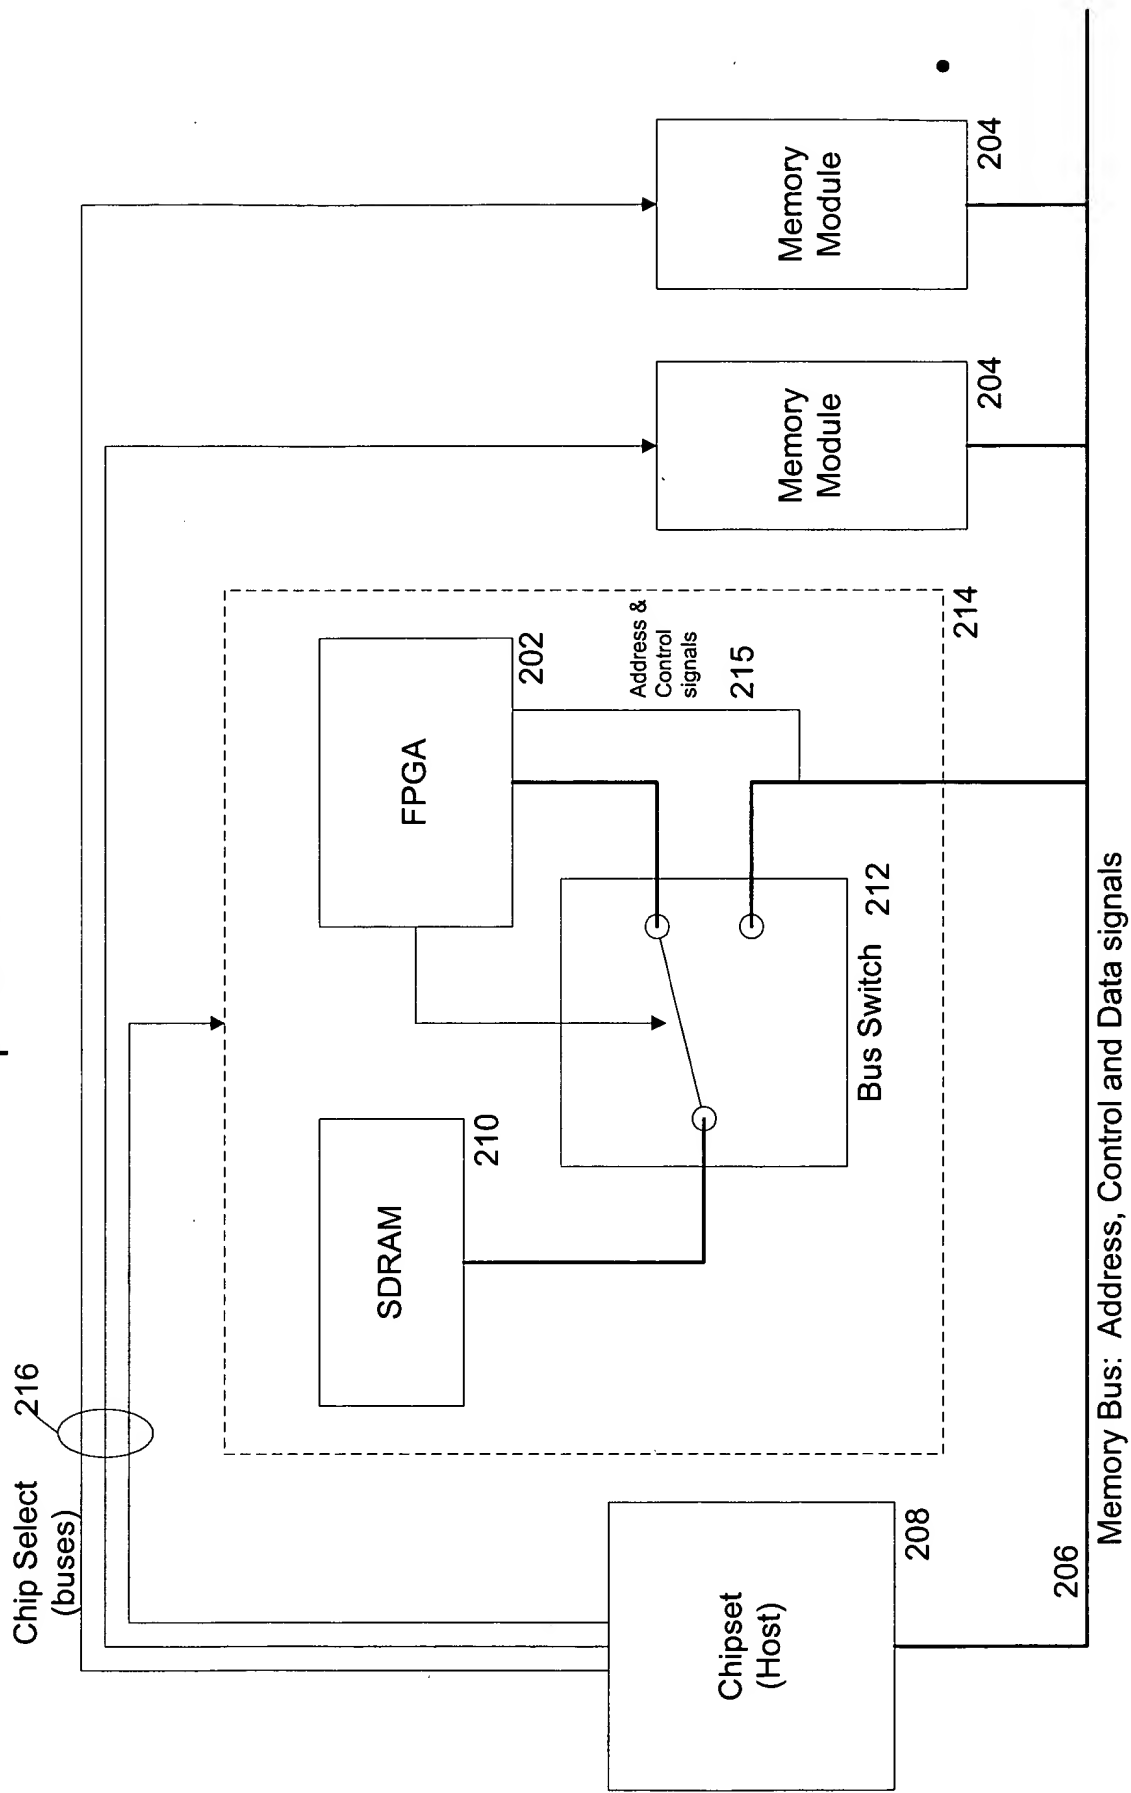 Chip Select
(buses)
216
SDRAM
210
FPGA
202
Address &
Control
signals
215
Bus Switch 212
214
Memory
Module
204
Memory
Module
204
Chipset
(Host)
208
206
Memory Bus: Address, Control and Data signals